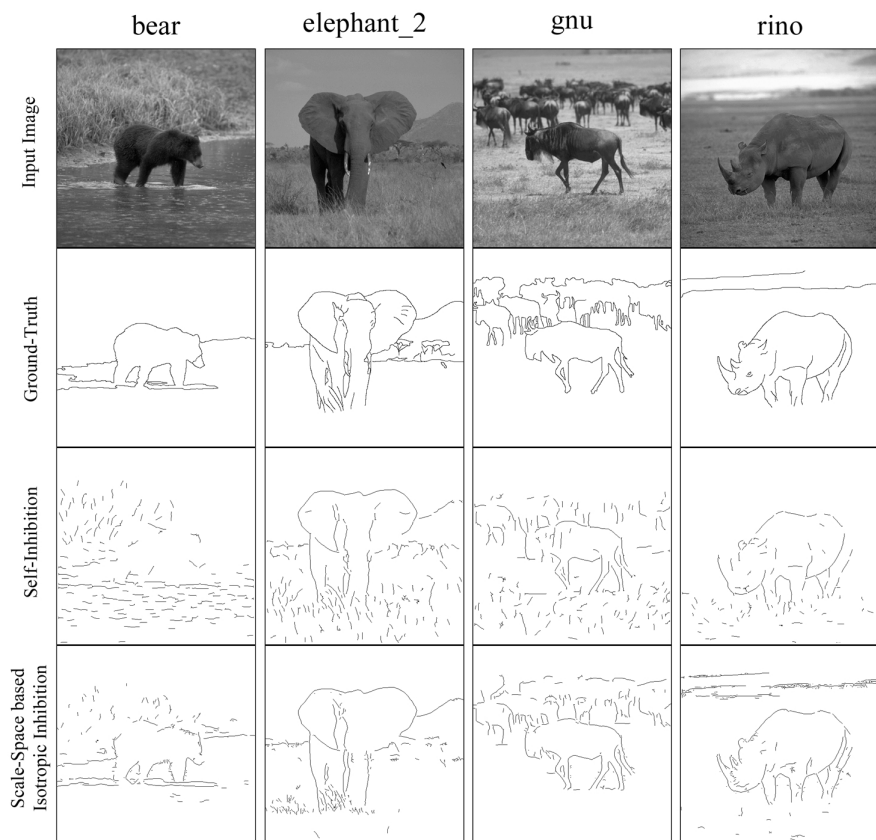 bear elephant_2 gnu rino
Input Image
Ground-Truth
Self-Inhibition
Scale-Space based
Isotropic Inhibition